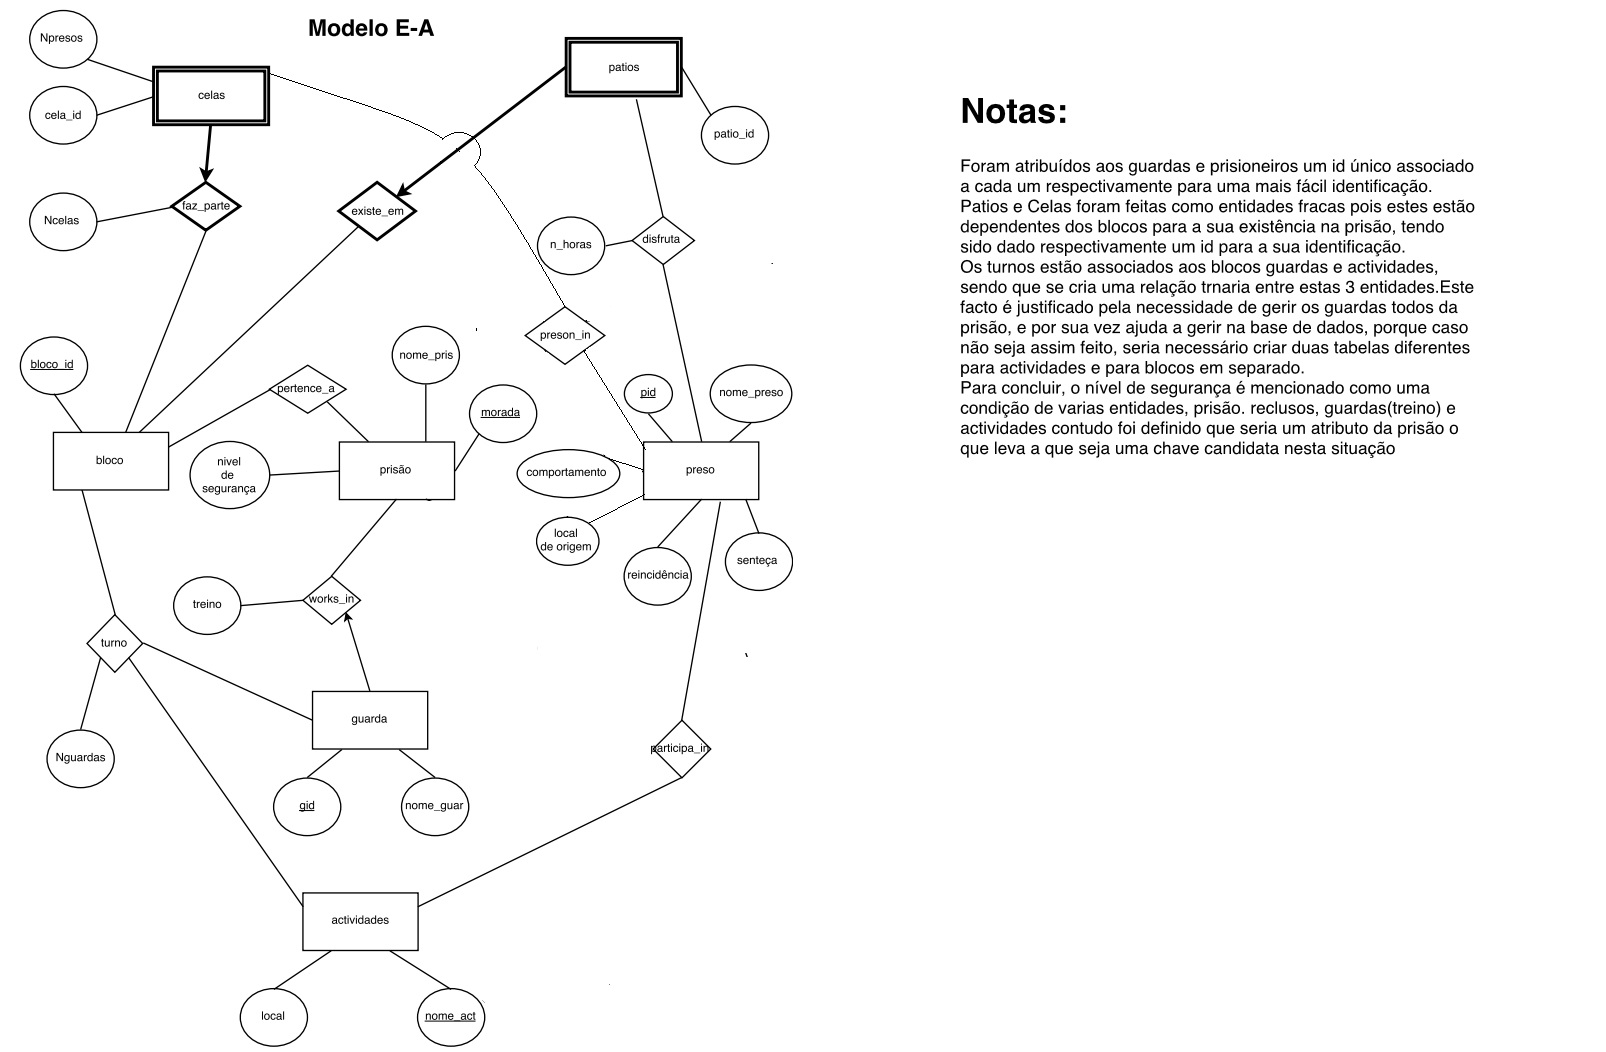 Modelo E-A
Npresos
celas
cela_id
patios
patio_id
Ncelas
faz_parte
existe_em
n_horas
disfruta
preson_in
bloco_id
pertence_a
nome_pris
morada
pid
nome_preso
bloco
nivel
de
segurança
prisão
comportamento
preso
local
de origem
reincidência
senteça
treino
works_in
turno
guarda
Nguardas
participa_in
gid
nome_guar
actividades
local
nome_act
Notas:
Foram atribuídos aos guardas e prisioneiros um id único associado
a cada um respectivamente para uma mais fácil identificação.
Patios e Celas foram feitas como entidades fracas pois estes estão
dependentes dos blocos para a sua existência na prisão, tendo
sido dado respectivamente um id para a sua identificação.
Os turnos estão associados aos blocos guardas e actividades,
sendo que se cria uma relação trnaria entre estas 3 entidades.Este
facto é justificado pela necessidade de gerir os guardas todos da
prisão, e por sua vez ajuda a gerir na base de dados, porque caso
não seja assim feito, seria necessário criar duas tabelas diferentes
para actividades e para blocos em separado.
Para concluir, o nível de segurança é mencionado como uma
condição de varias entidades, prisão. reclusos, guardas(treino) e
actividades contudo foi definido que seria um atributo da prisão o
que leva a que seja uma chave candidata nesta situação